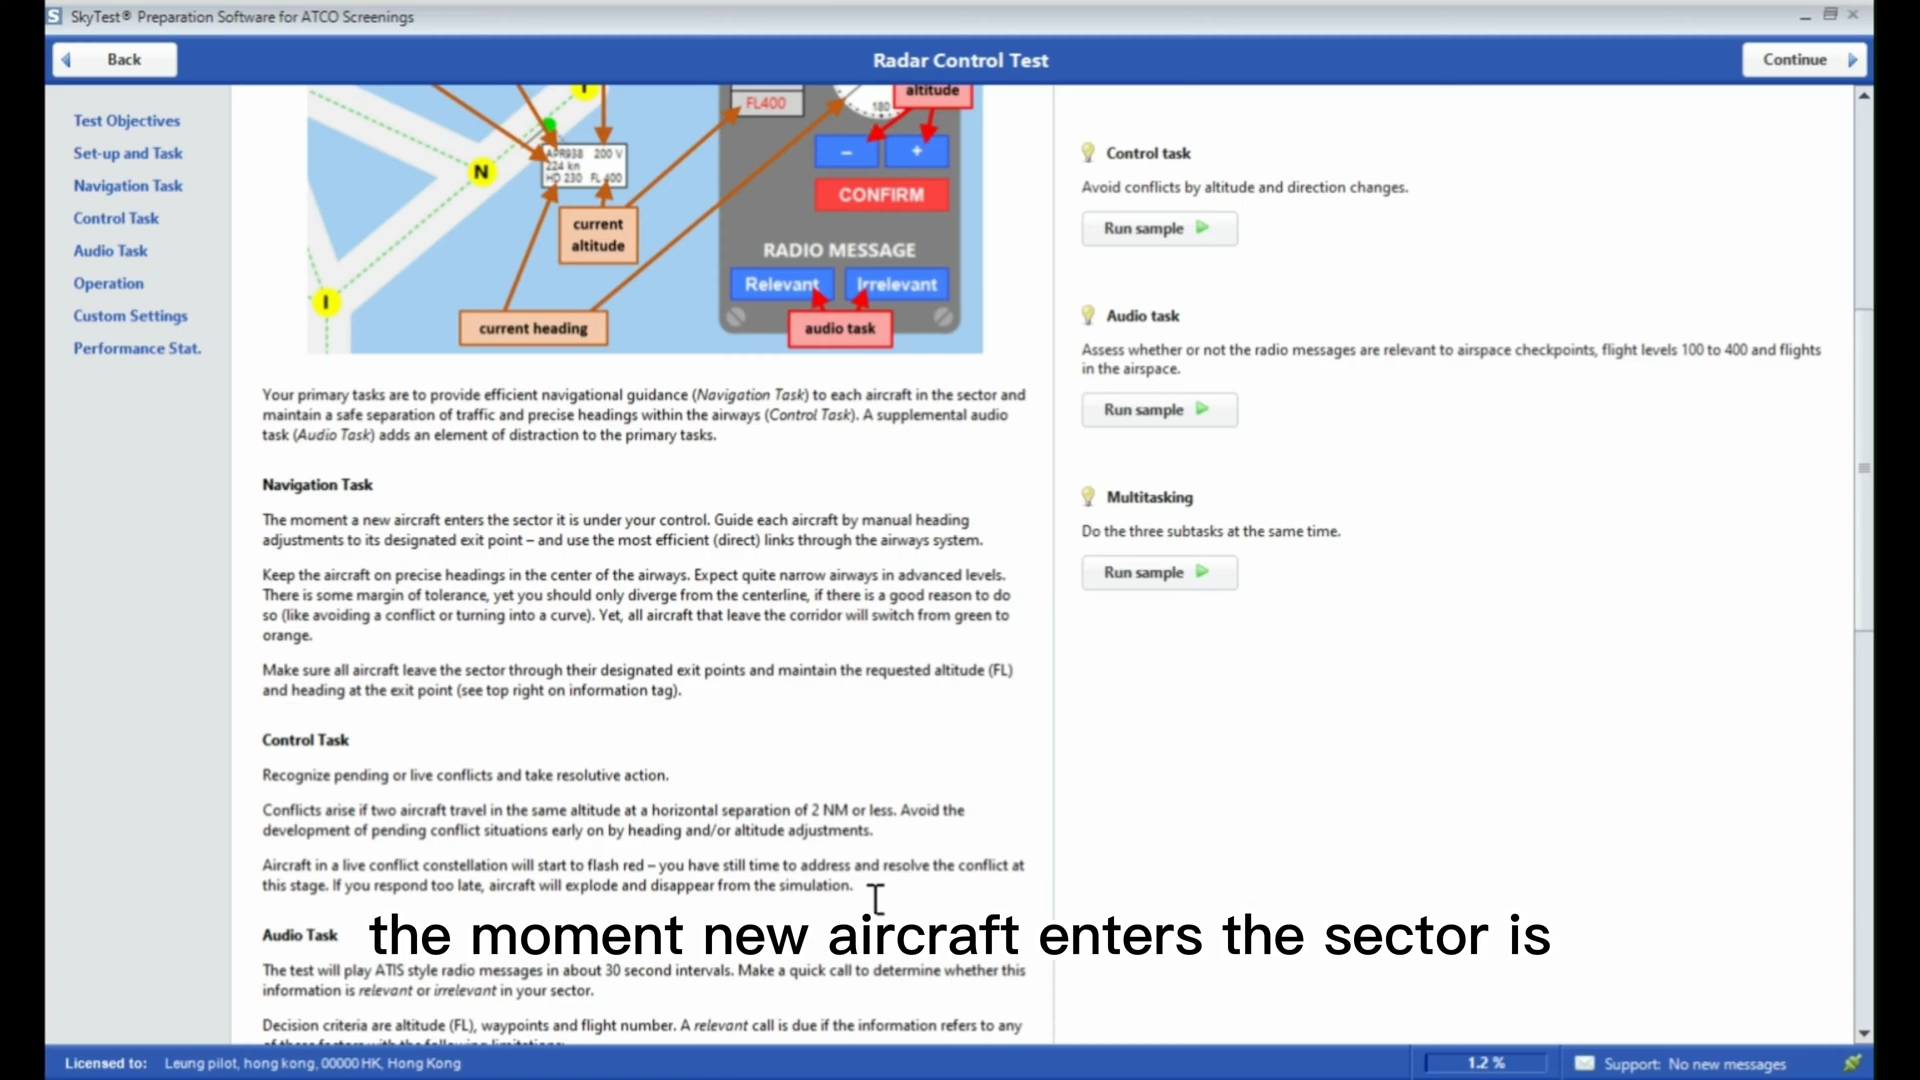 SkyTest® Preparation Software for ATCO Screenings
Back
Radar Control Test
Continue
Test Objectives
Set-up and Task
Navigation Task
Control Task
Audio Task
Operation
Custom Settings
Performance Stat.
N
I
APR938 200 V
224 kn
HD 230 FL 400
current
altitude
current heading
FL400
180
altitude
–
+
CONFIRM
RADIO MESSAGE
Relevant
Irrelevant
audio task
Your primary tasks are to provide efficient navigational guidance (Navigation Task) to each aircraft in the sector and
maintain a safe separation of traffic and precise headings within the airways (Control Task). A supplemental audio
task (Audio Task) adds an element of distraction to the primary tasks.
Navigation Task
The moment a new aircraft enters the sector it is under your control. Guide each aircraft by manual heading
adjustments to its designated exit point – and use the most efficient (direct) links through the airways system.
Keep the aircraft on precise headings in the center of the airways. Expect quite narrow airways in advanced levels.
There is some margin of tolerance, yet you should only diverge from the centerline, if there is a good reason to do
so (like avoiding a conflict or turning into a curve). Yet, all aircraft that leave the corridor will switch from green to
orange.
Make sure all aircraft leave the sector through their designated exit points and maintain the requested altitude (FL)
and heading at the exit point (see top right on information tag).
Control Task
Recognize pending or live conflicts and take resolutive action.
Conflicts arise if two aircraft travel in the same altitude at a horizontal separation of 2 NM or less. Avoid the
development of pending conflict situations early on by heading and/or altitude adjustments.
Aircraft in a live conflict constellation will start to flash red – you have still time to address and resolve the conflict at
this stage. If you respond too late, aircraft will explode and disappear from the simulation.
Audio Task
The test will play ATIS style radio messages in about 30 second intervals. Make a quick call to determine whether this
information is relevant or irrelevant in your sector.
Decision criteria are altitude (FL), waypoints and flight number. A relevant call is due if the information refers to any
of these factors with the following limitations:
Control task
Avoid conflicts by altitude and direction changes.
Run sample
Audio task
Assess whether or not the radio messages are relevant to airspace checkpoints, flight levels 100 to 400 and flights
in the airspace.
Run sample
Multitasking
Do the three subtasks at the same time.
Run sample
the moment new aircraft enters the sector is
Licensed to: Leung pilot, hong kong, 00000 HK, Hong Kong
1.2 %
Support: No new messages